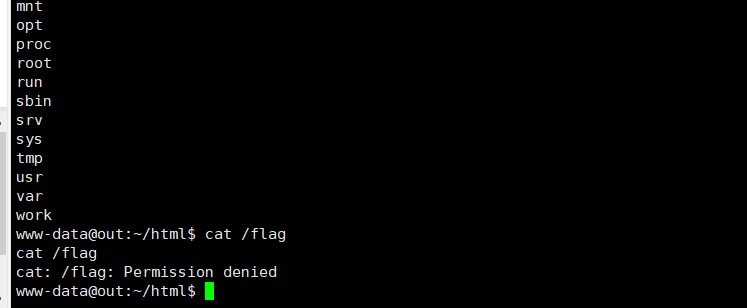 mnt
opt
proc
root
run
sbin
srv
sys
tmp
usr
var
work
www-data@out:~/html$ cat /flag
cat /flag
cat: /flag: Permission denied
www-data@out:~/html$